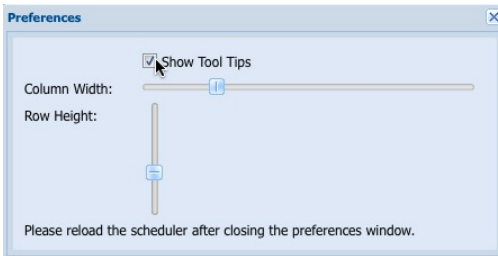 Preferences
Show Tool Tips
Column Width:
Row Height:
Please reload the scheduler after closing the preferences window.